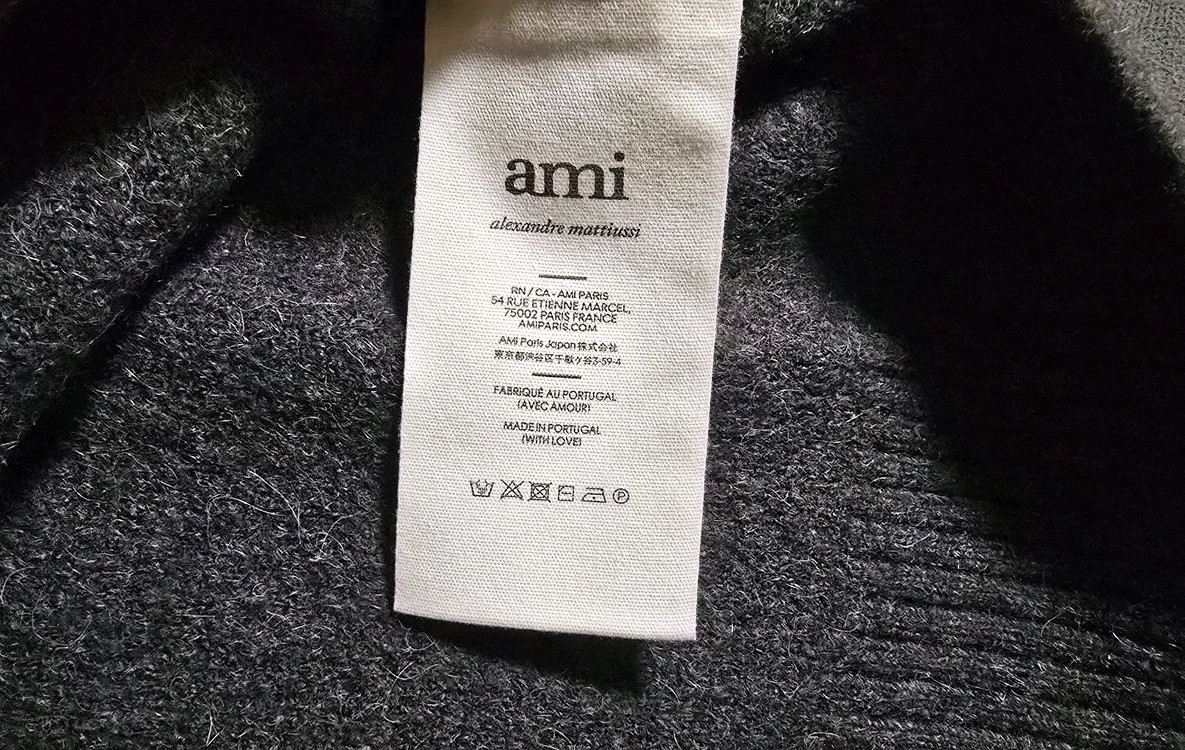 ami
alexandre mattiussi
RN / CA - AMI PARIS
54 RUE ETIENNE MARCEL,
75002 PARIS FRANCE
AMIPARIS.COM
AMI Paris Japan 株式会社
東京都渋谷区千駄ヶ谷3-59-4
FABRIQUÉ AU PORTUGAL
(AVEC AMOUR)
MADE IN PORTUGAL
(WITH LOVE)
P